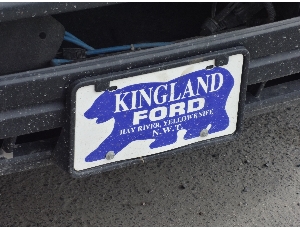 KINGLAND
FORD
HAY RIVER, YELLOWKNIFE
N.W.T.